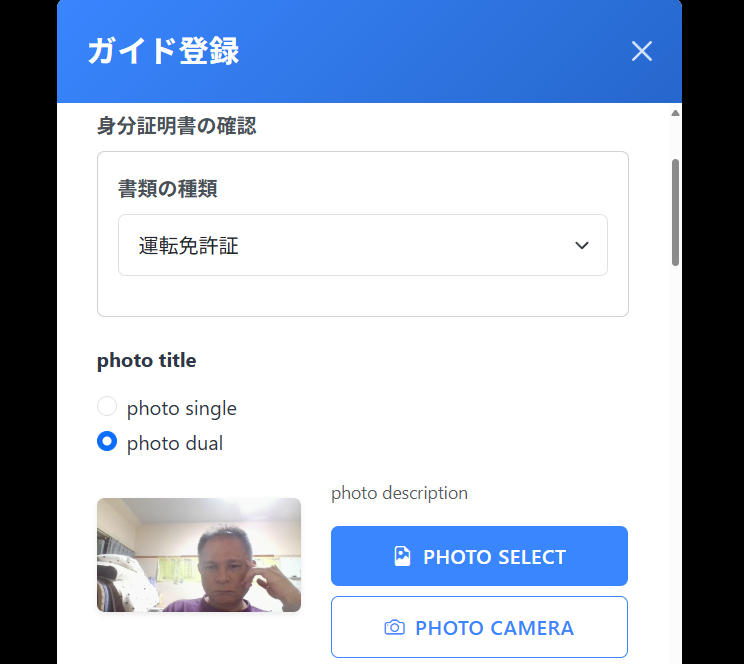 ガイド登録
身分証明書の確認
書類の種類
運転免許証
photo title
photo single
photo dual
photo description
PHOTO SELECT
PHOTO CAMERA